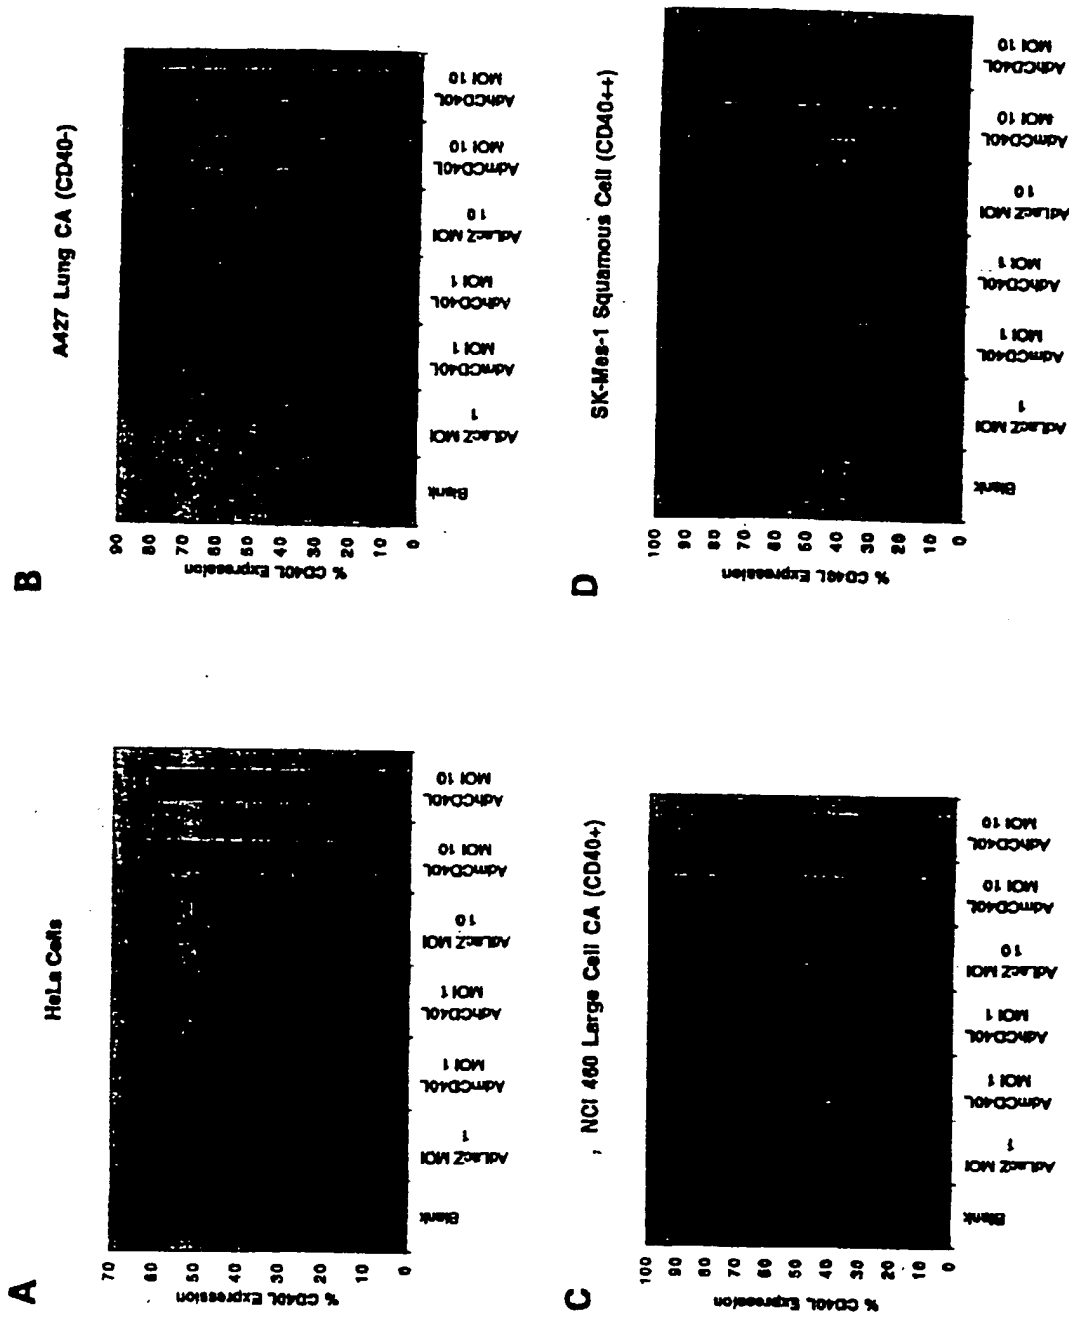 A
HeLa Cells
% CD40L Expression
70
60
50
40
30
20
10
0
Blank
AdLacZ MOI
1
AdmCD40L
MOI 1
AdhCD40L
MOI 1
AdLacZ MOI
10
AdmCD40L
MOI 10
AdhCD40L
MOI 10
B
A427 Lung CA (CD40-)
% CD40L Expression
90
80
70
60
50
40
30
20
10
0
Blank
AdLacZ MOI
1
AdmCD40L
MOI 1
AdhCD40L
MOI 1
AdLacZ MOI
10
AdmCD40L
MOI 10
AdhCD40L
MOI 10
C
, NCI 460 Large Cell CA (CD40+)
% CD40L Expression
100
90
80
70
60
50
40
30
20
10
0
Blank
AdLacZ MOI
1
AdmCD40L
MOI 1
AdhCD40L
MOI 1
AdLacZ MOI
10
AdmCD40L
MOI 10
AdhCD40L
MOI 10
D
SK-Mes-1 Squamous Cell (CD40++)
% CD40L Expression
100
90
80
70
60
50
40
30
20
10
0
Blank
AdLacZ MOI
1
AdmCD40L
MOI 1
AdhCD40L
MOI 1
AdLacZ MOI
10
AdmCD40L
MOI 10
AdhCD40L
MOI 10